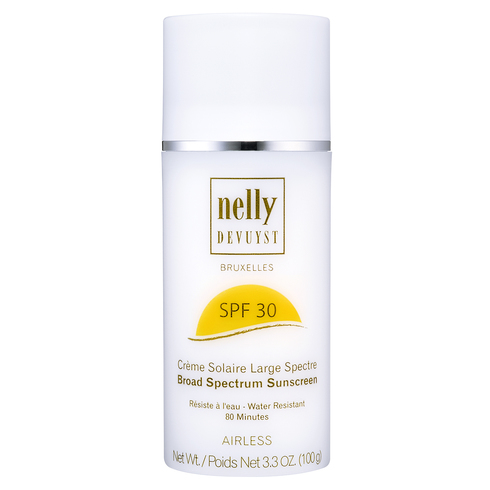 nelly
DEVUYST
BRUXELLES
SPF 30
Crème Solaire Large Spectre
Broad Spectrum Sunscreen
Résiste à l'eau - Water Resistant
80 Minutes
AIRLESS
Net Wt. / Poids Net 3.3 OZ. (100 g)